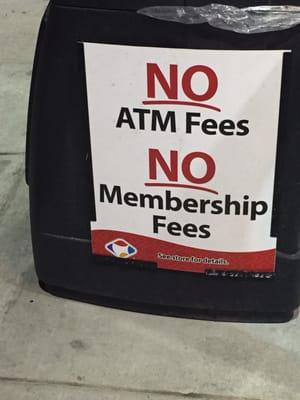 NO
ATM Fees
NO
Membership
Fees
See store for details.